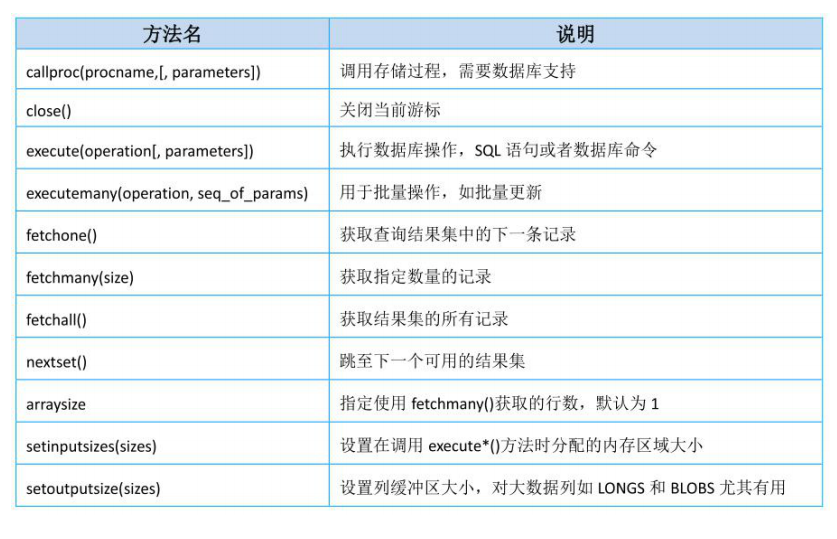 方法名 说明
callproc(procname,[, parameters]) 调用存储过程，需要数据库支持
close() 关闭当前游标
execute(operation[, parameters]) 执行数据库操作，SQL 语句或者数据库命令
executemany(operation, seq_of_params) 用于批量操作，如批量更新
fetchone() 获取查询结果集中的下一条记录
fetchmany(size) 获取指定数量的记录
fetchall() 获取结果集的所有记录
nextset() 跳至下一个可用的结果集
arraysize 指定使用 fetchmany()获取的行数，默认为 1
setinputsizes(sizes) 设置在调用 execute*()方法时分配的内存区域大小
setoutputsize(sizes) 设置列缓冲区大小，对大数据列如 LONGS 和 BLOBS 尤其有用